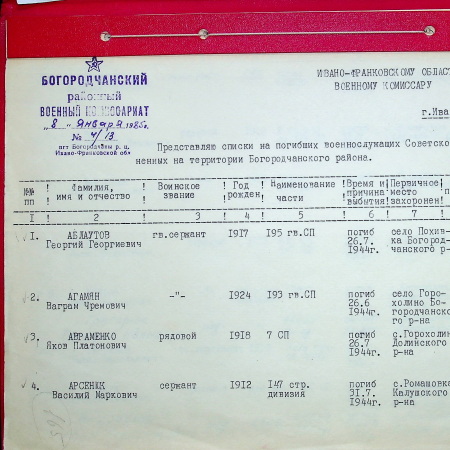 БОГОРОДЧАНСКИЙ
районный
ВОЕННЫЙ КОМИССАРИАТ
"8" января 1985г.
№ 4/13
пгт Богородчаны р. ц.
Ивано-Франковской обл
ИВАНО-ФРАНКОВСКОМУ ОБЛАСТ
ВОЕННОМУ КОМИССАРУ
г.Ива
Представляю списки на погибших военнослужащих Советско
ненных на территории Богородчанского района.
№№ пп ! Фамилия, имя и отчество ! Воинское звание ! Год рожден. ! Наименование части ! Время и причина выбытия ! Первичное место захоронен !
1 ! 2 ! 3 ! 4 ! 5 ! 6 ! 7 !
1. АБЛАУТОВ гв.сержант 1917 195 гв.СП погиб село Похив-
Георгий Георгиевич 26.7. ка Богород-
1944г. чанского р-
2. АГАМЯН -"- 1924 193 гв.СП погиб село Горо-
Ваграм Чремович 26.6 холино Бо-
1944г. городчанско
го р-на
3. АВРАМЕНКО рядовой 1918 7 СП погиб с.Горохолин
Яков Платонович 26.7 Долинского
1944г. р-на
4. АРСЕНЮК сержант 1912 147 стр. погиб с.Ромашовка
Василий Маркович дивизия 31.7. Калушского
1944г. р-на